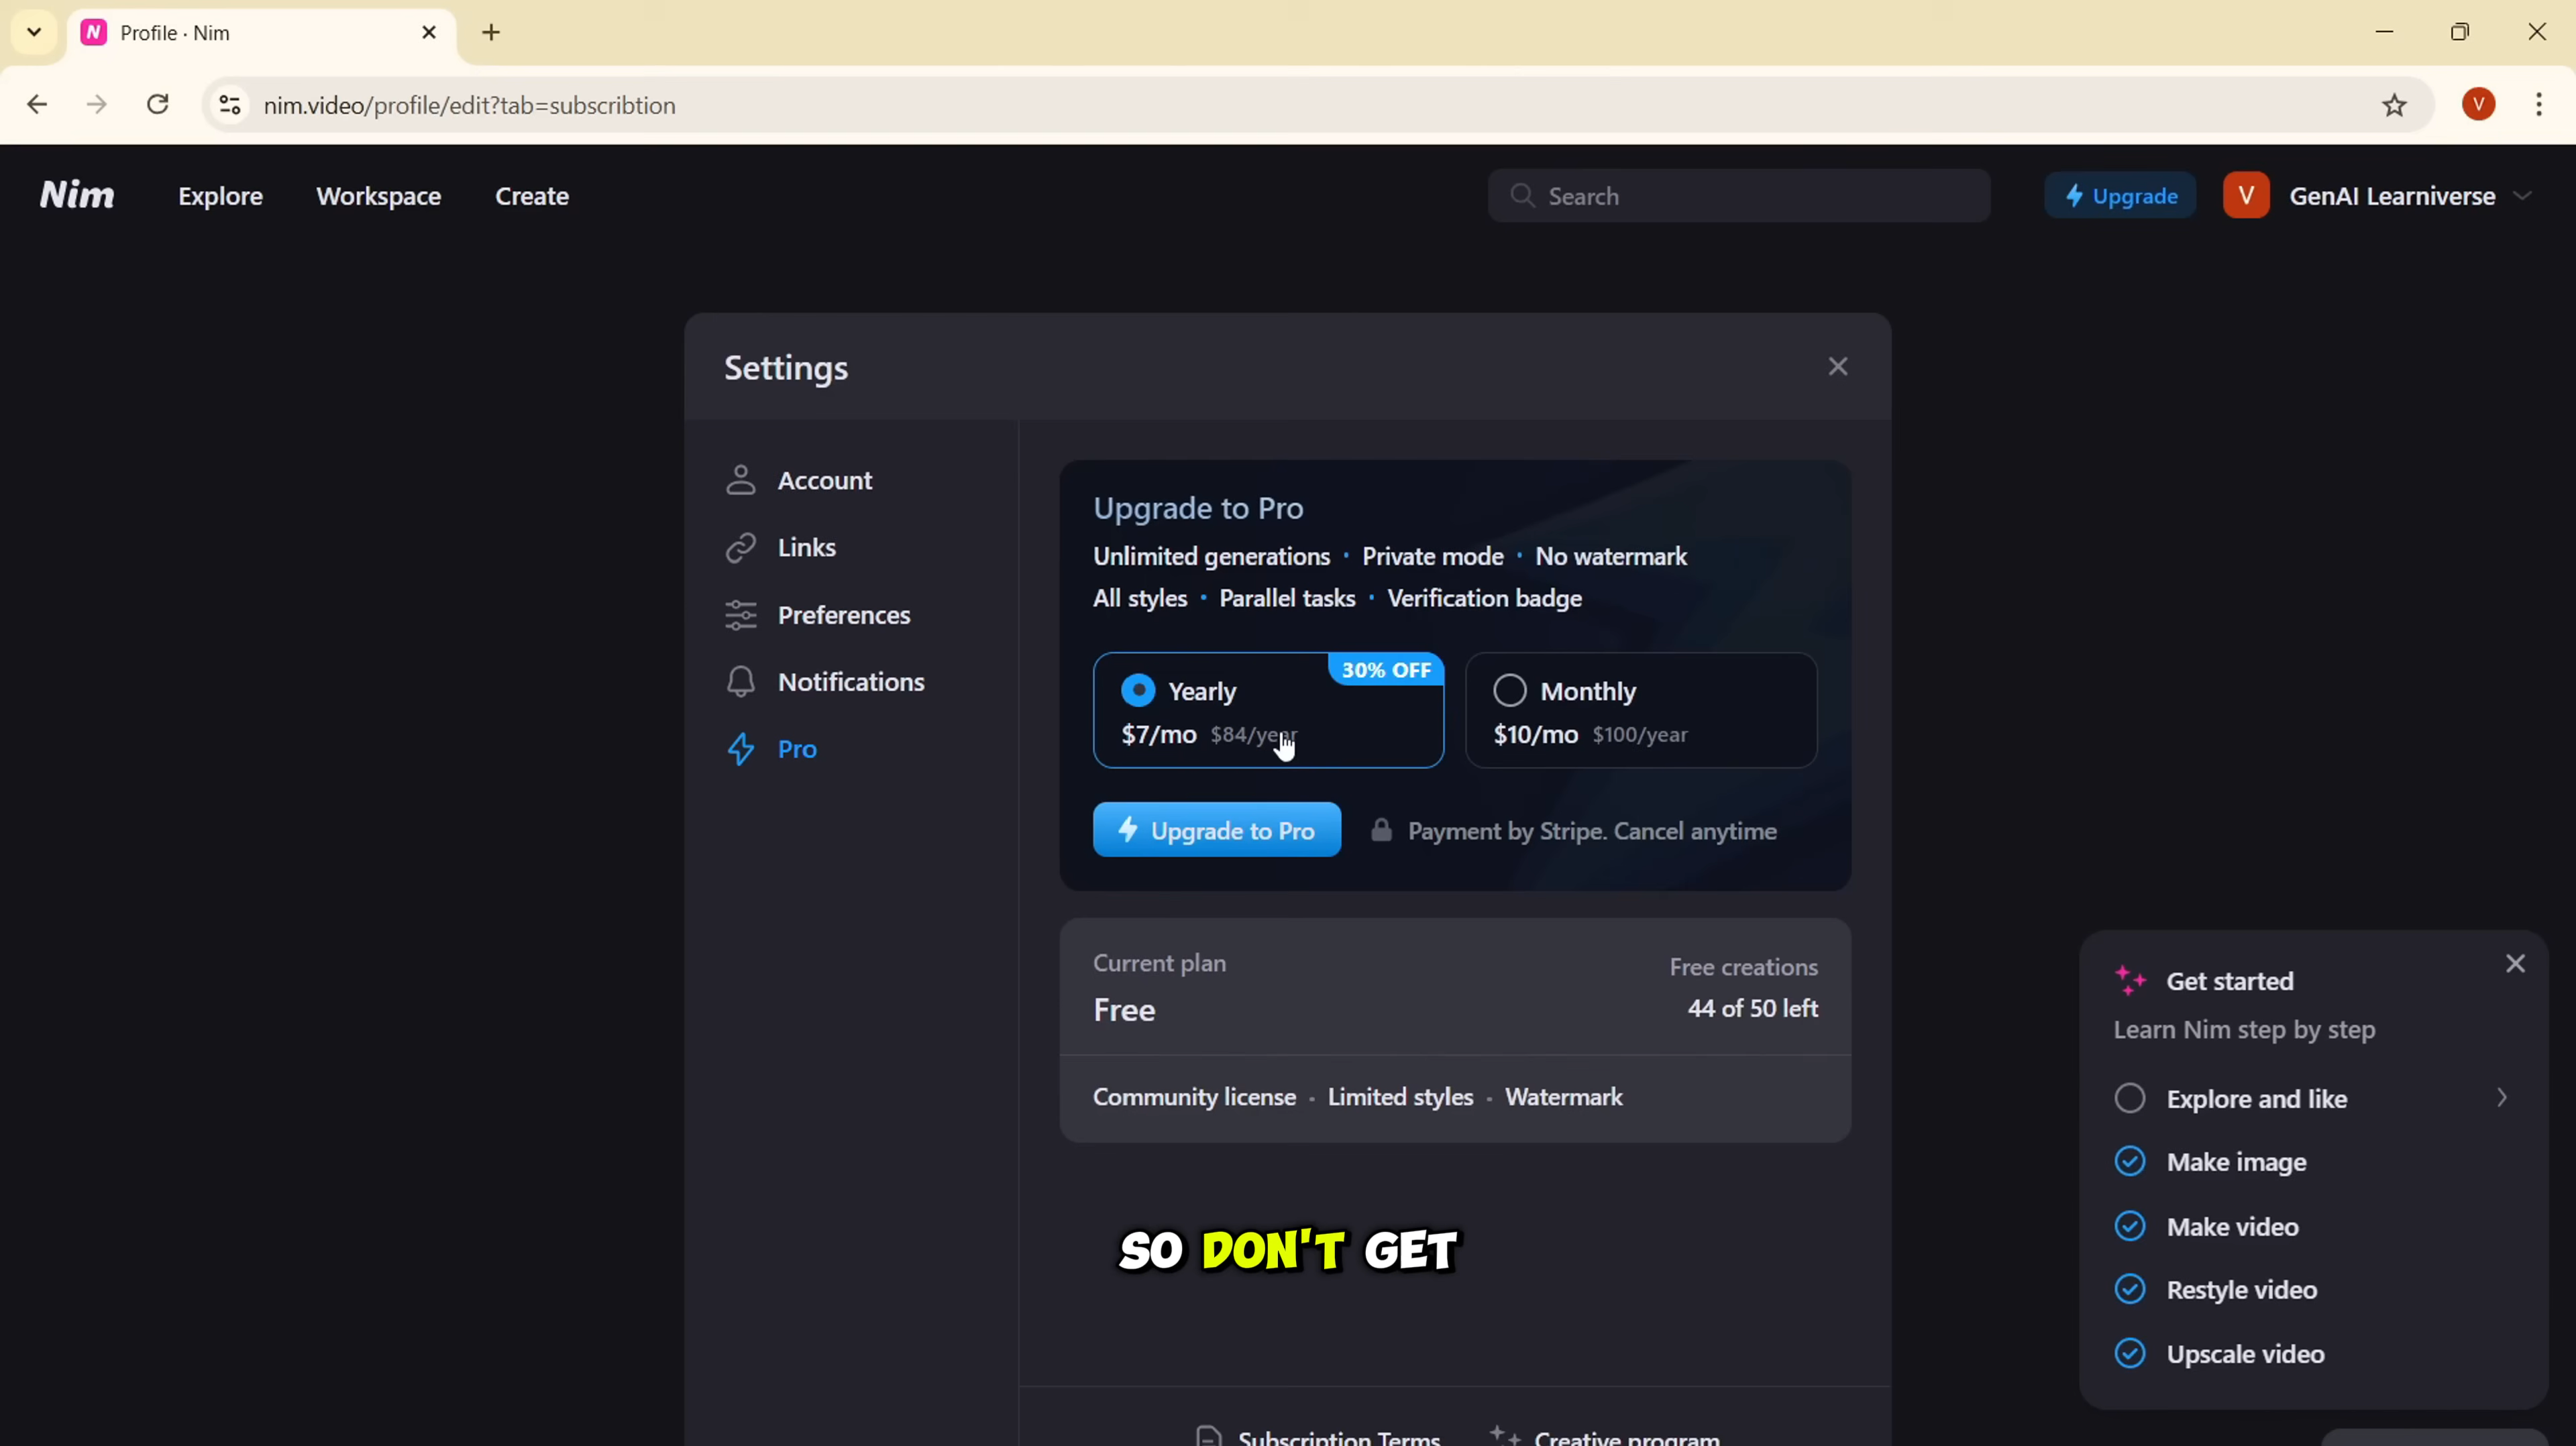 N Profile · Nim
nim.video/profile/edit?tab=subscribtion
V
Nim Explore Workspace Create Search Upgrade V GenAI Learniverse
Settings
Account
Links
Preferences
Notifications
Pro
Upgrade to Pro
Unlimited generations · Private mode · No watermark
All styles · Parallel tasks · Verification badge
30% OFF
Yearly
$7/mo $84/year
Monthly
$10/mo $100/year
Upgrade to Pro Payment by Stripe. Cancel anytime
Current plan Free creations
Free 44 of 50 left
Community license · Limited styles · Watermark
SO DON'T GET
Subscription Terms Creative program
Get started
Learn Nim step by step
Explore and like
Make image
Make video
Restyle video
Upscale video